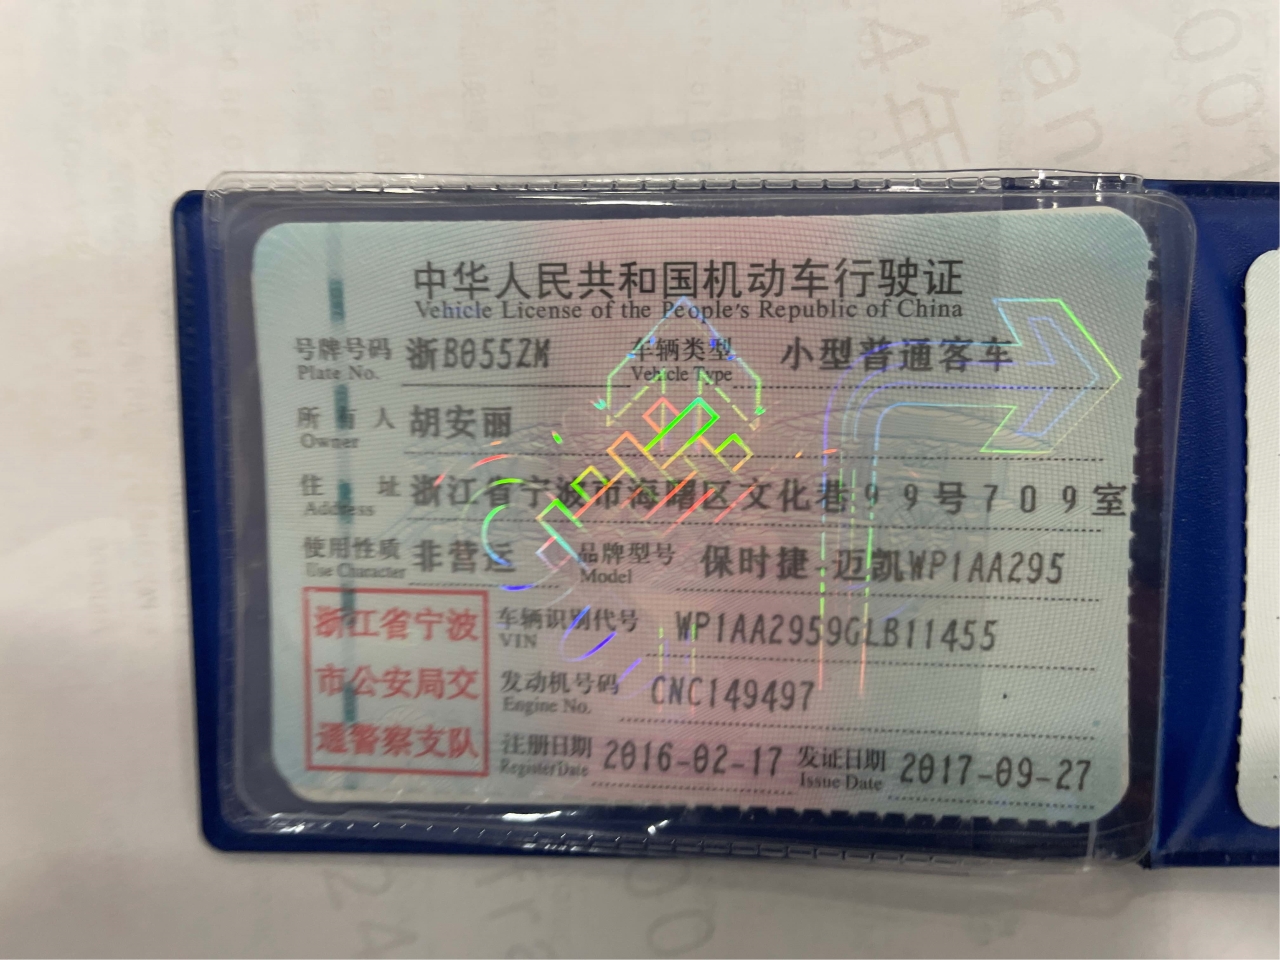 中华人民共和国机动车行驶证
Vehicle License of the People's Republic of China
号牌号码 浙B055ZM 车辆类型 小型普通客车
Plate No. Vehicle Type
所有人 胡安丽
Owner
住址 浙江省宁波市海曙区文化巷99号709室
Address
使用性质 非营运 品牌型号 保时捷-迈凯WP1AA295
Use Character Model
浙江省宁波
市公安局交
通警察支队
车辆识别代号 WP1AA2959GLB11455
VIN
发动机号码 CNC149497
Engine No.
注册日期 2016-02-17 发证日期 2017-09-27
Register Date Issue Date